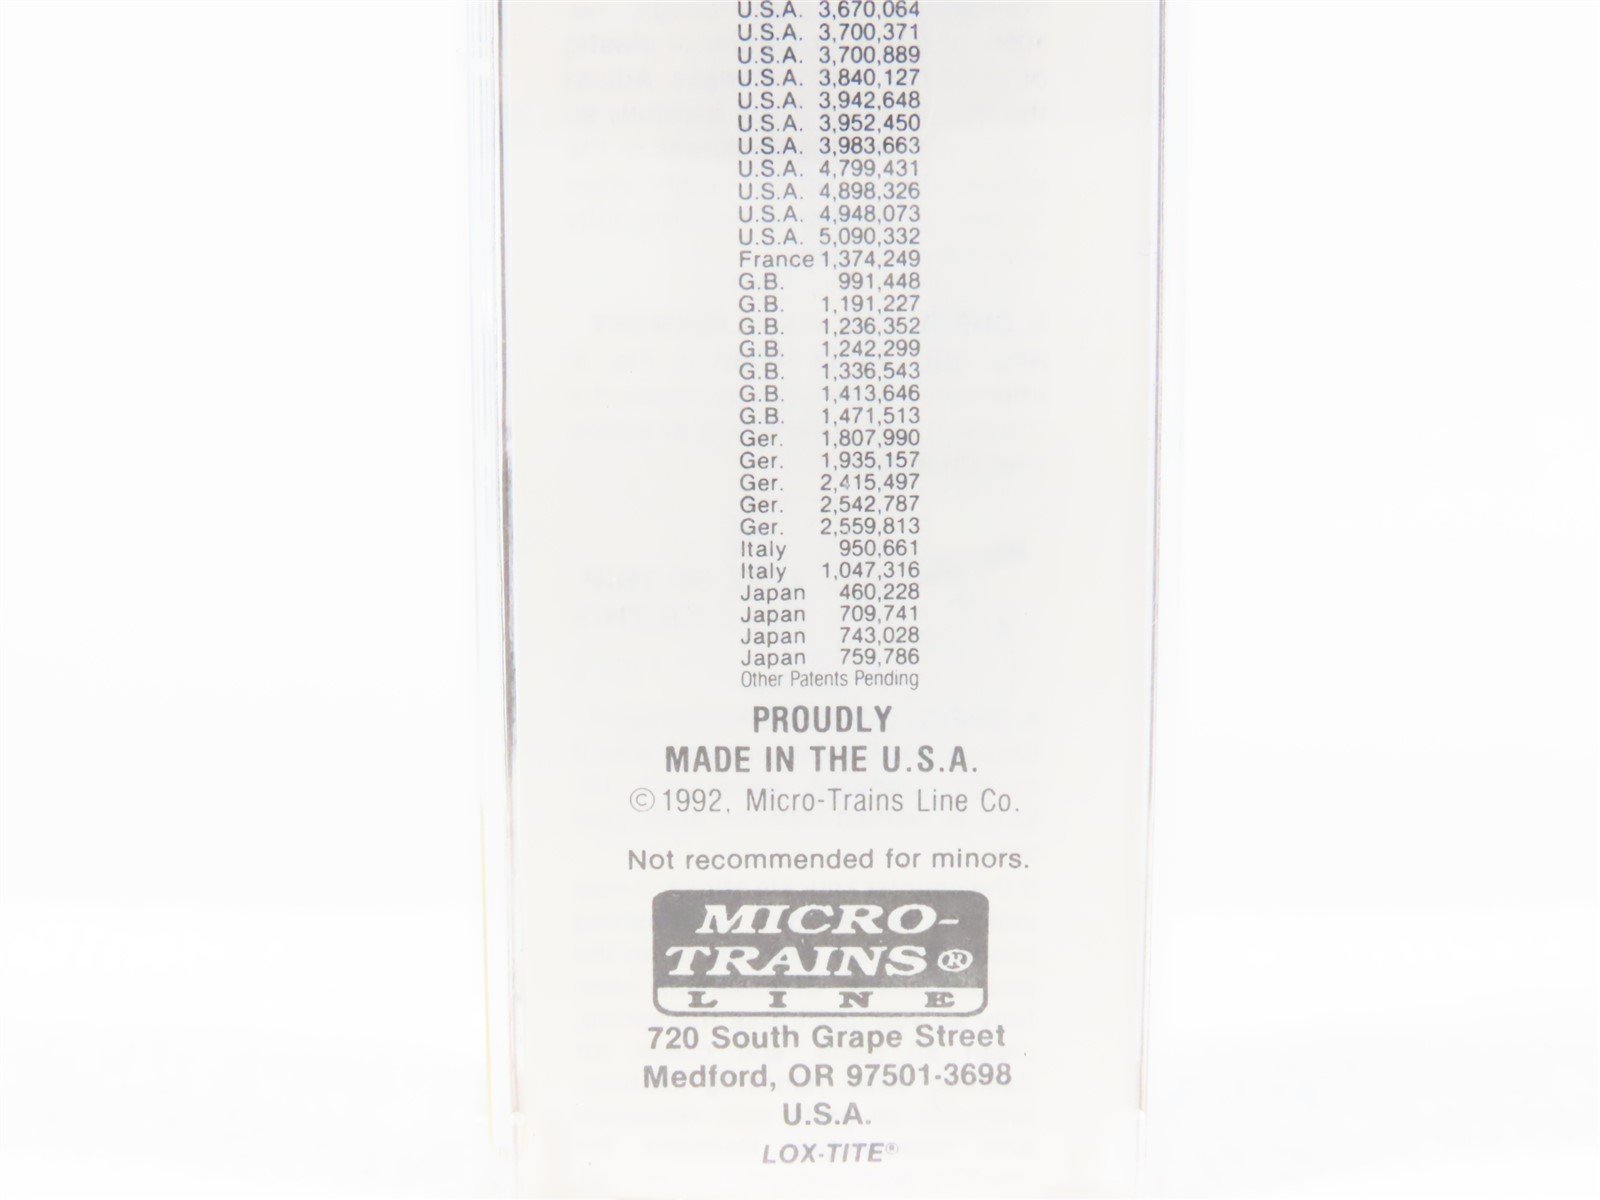 U.S.A. 3,670,064
U.S.A. 3,700,371
U.S.A. 3,700,889
U.S.A. 3,840,127
U.S.A. 3,942,648
U.S.A. 3,952,450
U.S.A. 3,983,663
U.S.A. 4,799,431
U.S.A. 4,898,326
U.S.A. 4,948,073
U.S.A. 5,090,332
France 1,374,249
G.B. 991,448
G.B. 1,191,227
G.B. 1,236,352
G.B. 1,242,299
G.B. 1,336,543
G.B. 1,413,646
G.B. 1,471,513
Ger. 1,807,990
Ger. 1,935,157
Ger. 2,415,497
Ger. 2,542,787
Ger. 2,559,813
Italy 950,661
Italy 1,047,316
Japan 460,228
Japan 709,741
Japan 743,028
Japan 759,786
Other Patents Pending
PROUDLY
MADE IN THE U.S.A.
©1992, Micro-Trains Line Co.
Not recommended for minors.
MICRO-
TRAINS®
LINE
720 South Grape Street
Medford, OR 97501-3698
U.S.A.
LOX-TITE®